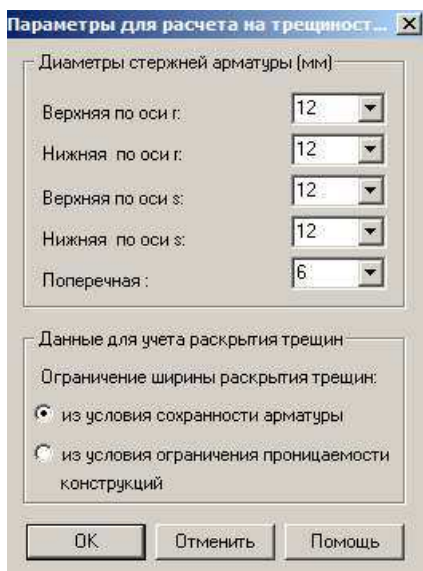 Параметры для расчета на трещиност...
Диаметры стержней арматуры (мм)
Верхняя по оси r: 12
Нижняя по оси r: 12
Верхняя по оси s: 12
Нижняя по оси s: 12
Поперечная : 6
Данные для учета раскрытия трещин
Ограничение ширины раскрытия трещин:
из условия сохранности арматуры
из условия ограничения проницаемости
конструкций
OK Отменить Помощь